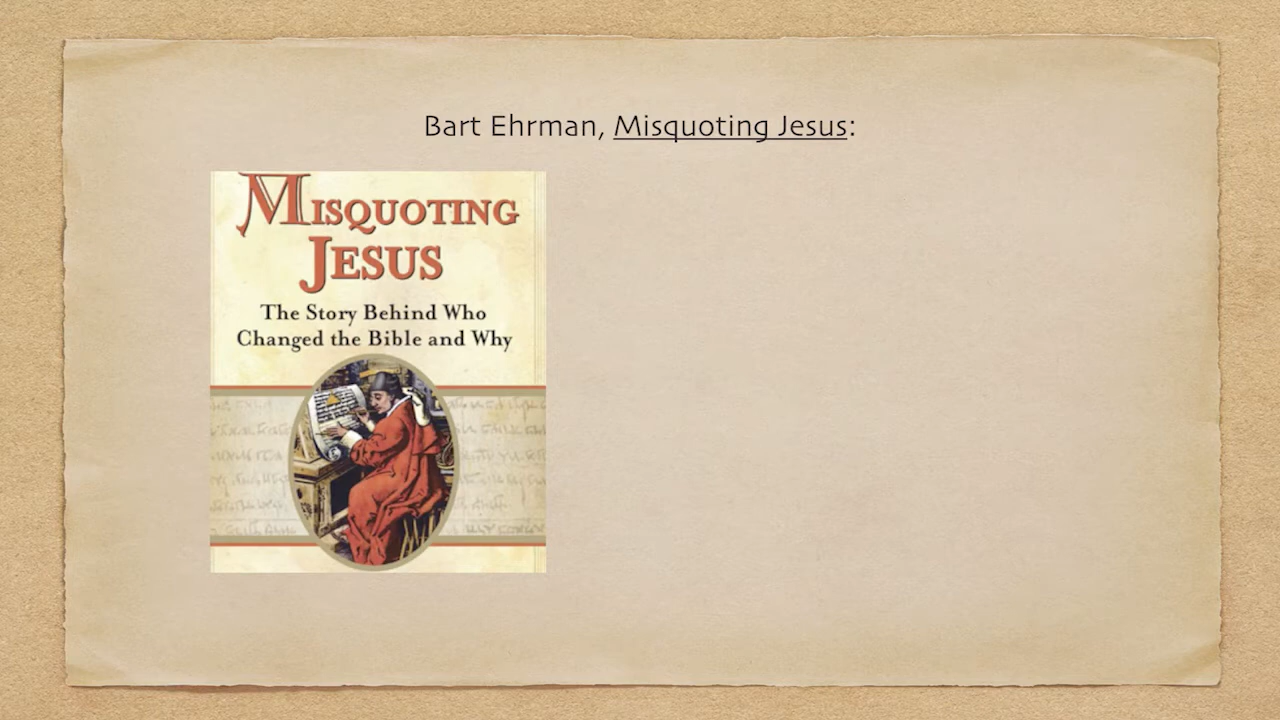 Bart Ehrman, Misquoting Jesus:
MISQUOTING
JESUS
The Story Behind Who
Changed the Bible and Why